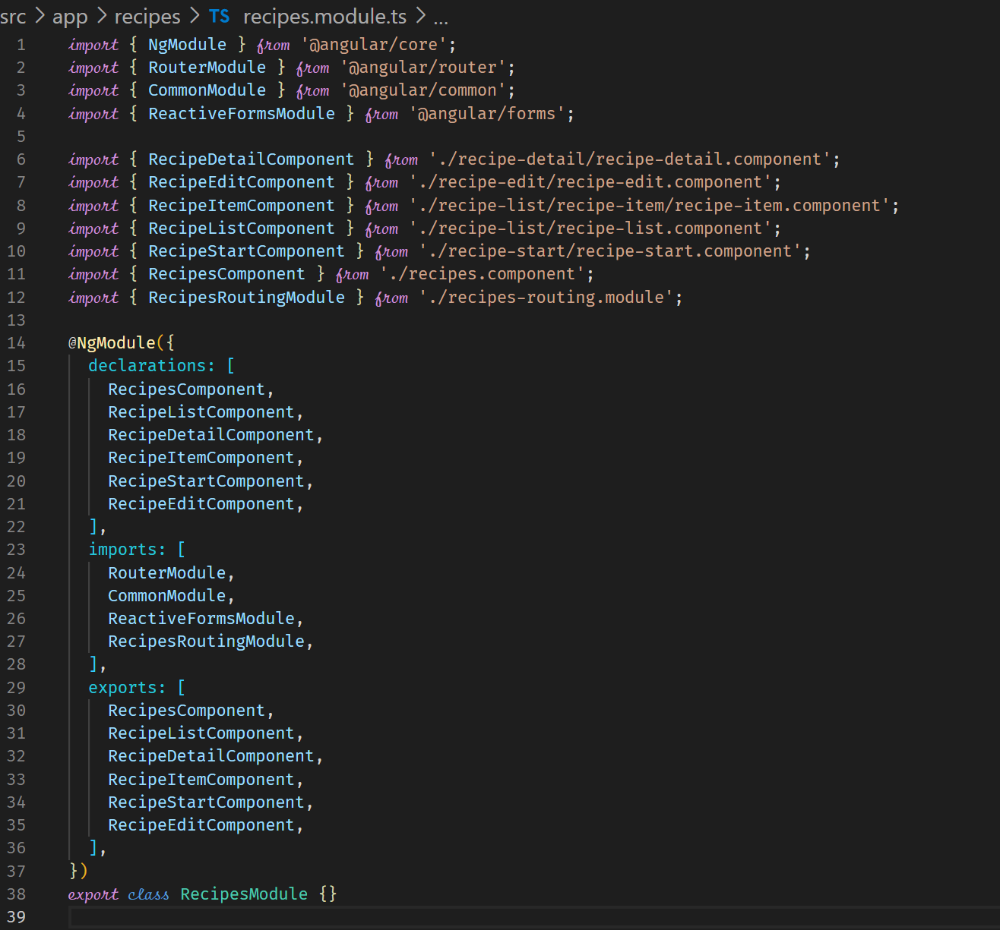 src > app > recipes > TS recipes.module.ts > ...
1 import { NgModule } from '@angular/core';
2 import { RouterModule } from '@angular/router';
3 import { CommonModule } from '@angular/common';
4 import { ReactiveFormsModule } from '@angular/forms';
5
6 import { RecipeDetailComponent } from './recipe-detail/recipe-detail.component';
7 import { RecipeEditComponent } from './recipe-edit/recipe-edit.component';
8 import { RecipeItemComponent } from './recipe-list/recipe-item/recipe-item.component';
9 import { RecipeListComponent } from './recipe-list/recipe-list.component';
10 import { RecipeStartComponent } from './recipe-start/recipe-start.component';
11 import { RecipesComponent } from './recipes.component';
12 import { RecipesRoutingModule } from './recipes-routing.module';
13
14 @NgModule({
15   declarations: [
16     RecipesComponent,
17     RecipeListComponent,
18     RecipeDetailComponent,
19     RecipeItemComponent,
20     RecipeStartComponent,
21     RecipeEditComponent,
22   ],
23   imports: [
24     RouterModule,
25     CommonModule,
26     ReactiveFormsModule,
27     RecipesRoutingModule,
28   ],
29   exports: [
30     RecipesComponent,
31     RecipeListComponent,
32     RecipeDetailComponent,
33     RecipeItemComponent,
34     RecipeStartComponent,
35     RecipeEditComponent,
36   ],
37 })
38 export class RecipesModule {}
39